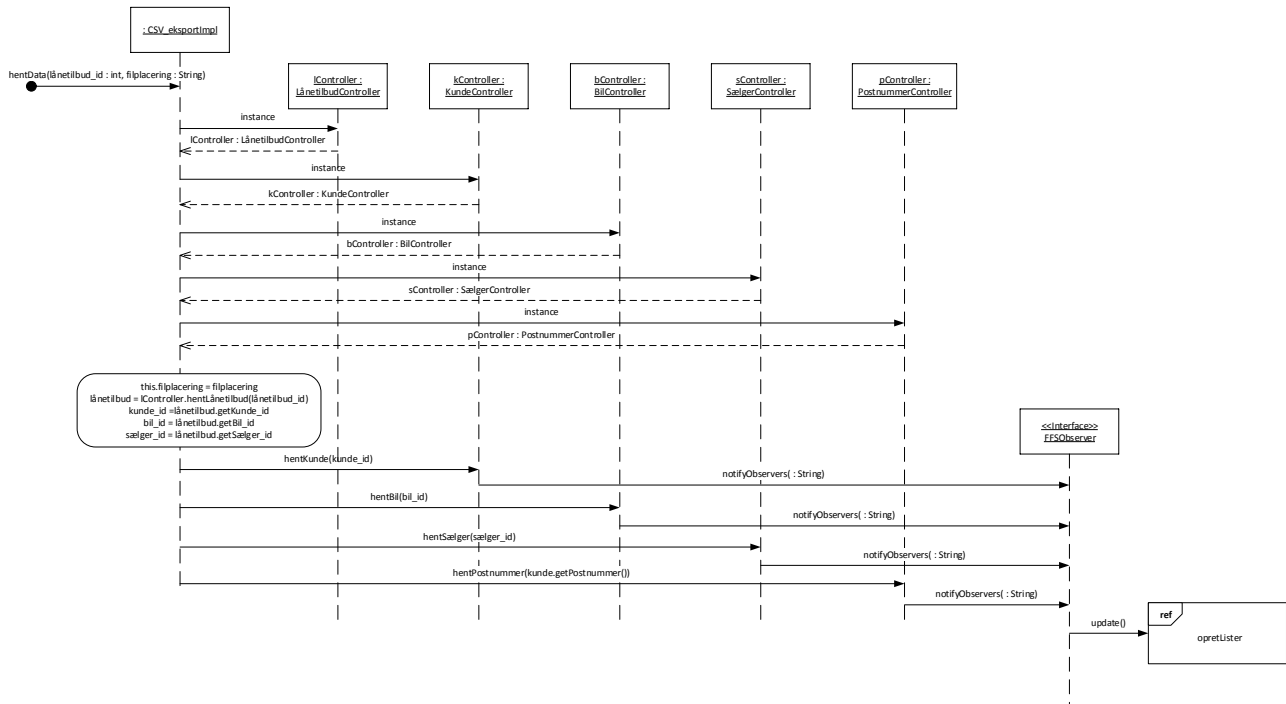 : CSV_eksportImpl
hentData(lånetilbud_id : int, filplacering : String)
lController :
LånetilbudController
kController :
KundeController
bController :
BilController
sController :
SælgerController
pController :
PostnummerController
instance
lController : LånetilbudController
instance
kController : KundeController
instance
bController : BilController
instance
sController : SælgerController
instance
pController : PostnummerController
this.filplacering = filplacering
lånetilbud = lController.hentLånetilbud(lånetilbud_id)
kunde_id =lånetilbud.getKunde_id
bil_id = lånetilbud.getBil_id
sælger_id = lånetilbud.getSælger_id
<<Interface>>
FFSObserver
hentKunde(kunde_id)
notifyObservers( : String)
hentBil(bil_id)
notifyObservers( : String)
hentSælger(sælger_id)
notifyObservers( : String)
hentPostnummer(kunde.getPostnummer())
notifyObservers( : String)
ref
update()
opretLister